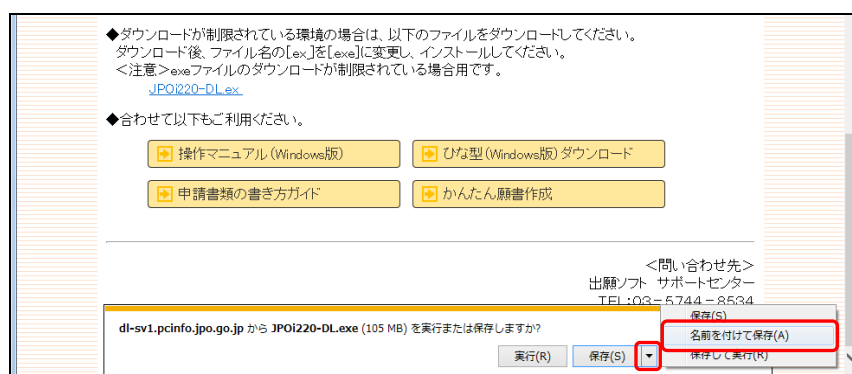 ◆ダウンロードが制限されている環境の場合は、以下のファイルをダウンロードしてください。
ダウンロード後、ファイル名の[.ex_]を[.exe]に変更し、インストールしてください。
＜注意＞exeファイルのダウンロードが制限されている場合用です。
JPOi220-DL.ex_
◆合わせて以下もご利用ください。
操作マニュアル(Windows版)
ひな型(Windows版)ダウンロード
申請書類の書き方ガイド
かんたん願書作成
＜問い合わせ先＞
出願ソフト サポートセンター
TEL:03-5744-8534
dl-sv1.pcinfo.jpo.go.jp から JPOi220-DL.exe (105 MB) を実行または保存しますか?
実行(R)
保存(S)
保存(S)
名前を付けて保存(A)
保存して実行(R)